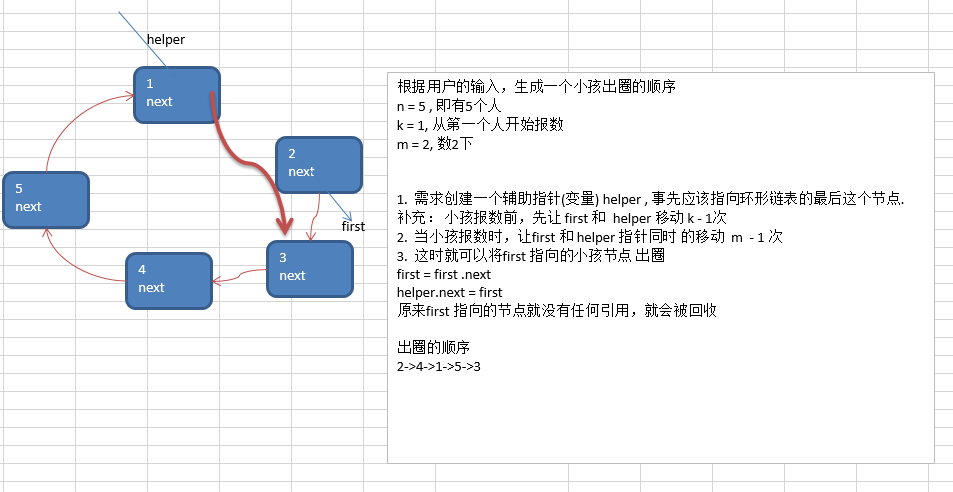 helper
1
next
2
next
first
5
next
4
next
3
next
根据用户的输入，生成一个小孩出圈的顺序
n = 5 , 即有5个人
k = 1, 从第一个人开始报数
m = 2, 数2下
1. 需求创建一个辅助指针(变量) helper , 事先应该指向环形链表的最后这个节点.
补充： 小孩报数前，先让 first 和 helper 移动 k - 1次
2. 当小孩报数时，让first 和 helper 指针同时 的移动 m - 1 次
3. 这时就可以将first 指向的小孩节点 出圈
first = first .next
helper.next = first
原来first 指向的节点就没有任何引用，就会被回收
出圈的顺序
2->4->1->5->3